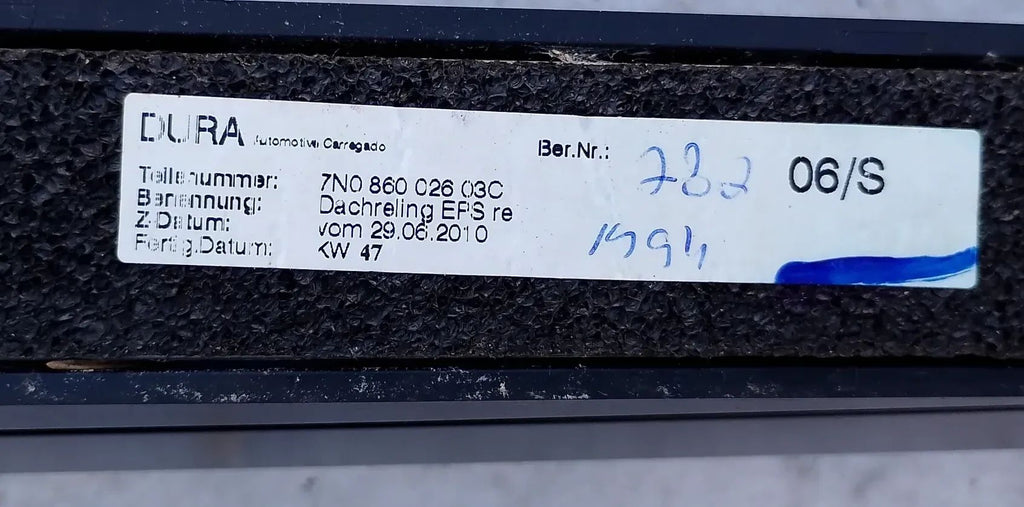 DURA Automotive Carregado
Ber.Nr.: 782 06/S
Teilenummer: 7N0 860 026 03C
Benennung: Dachreling EPS re
Z-Datum: vom 29.06.2010
Fertig.Datum: KW 47